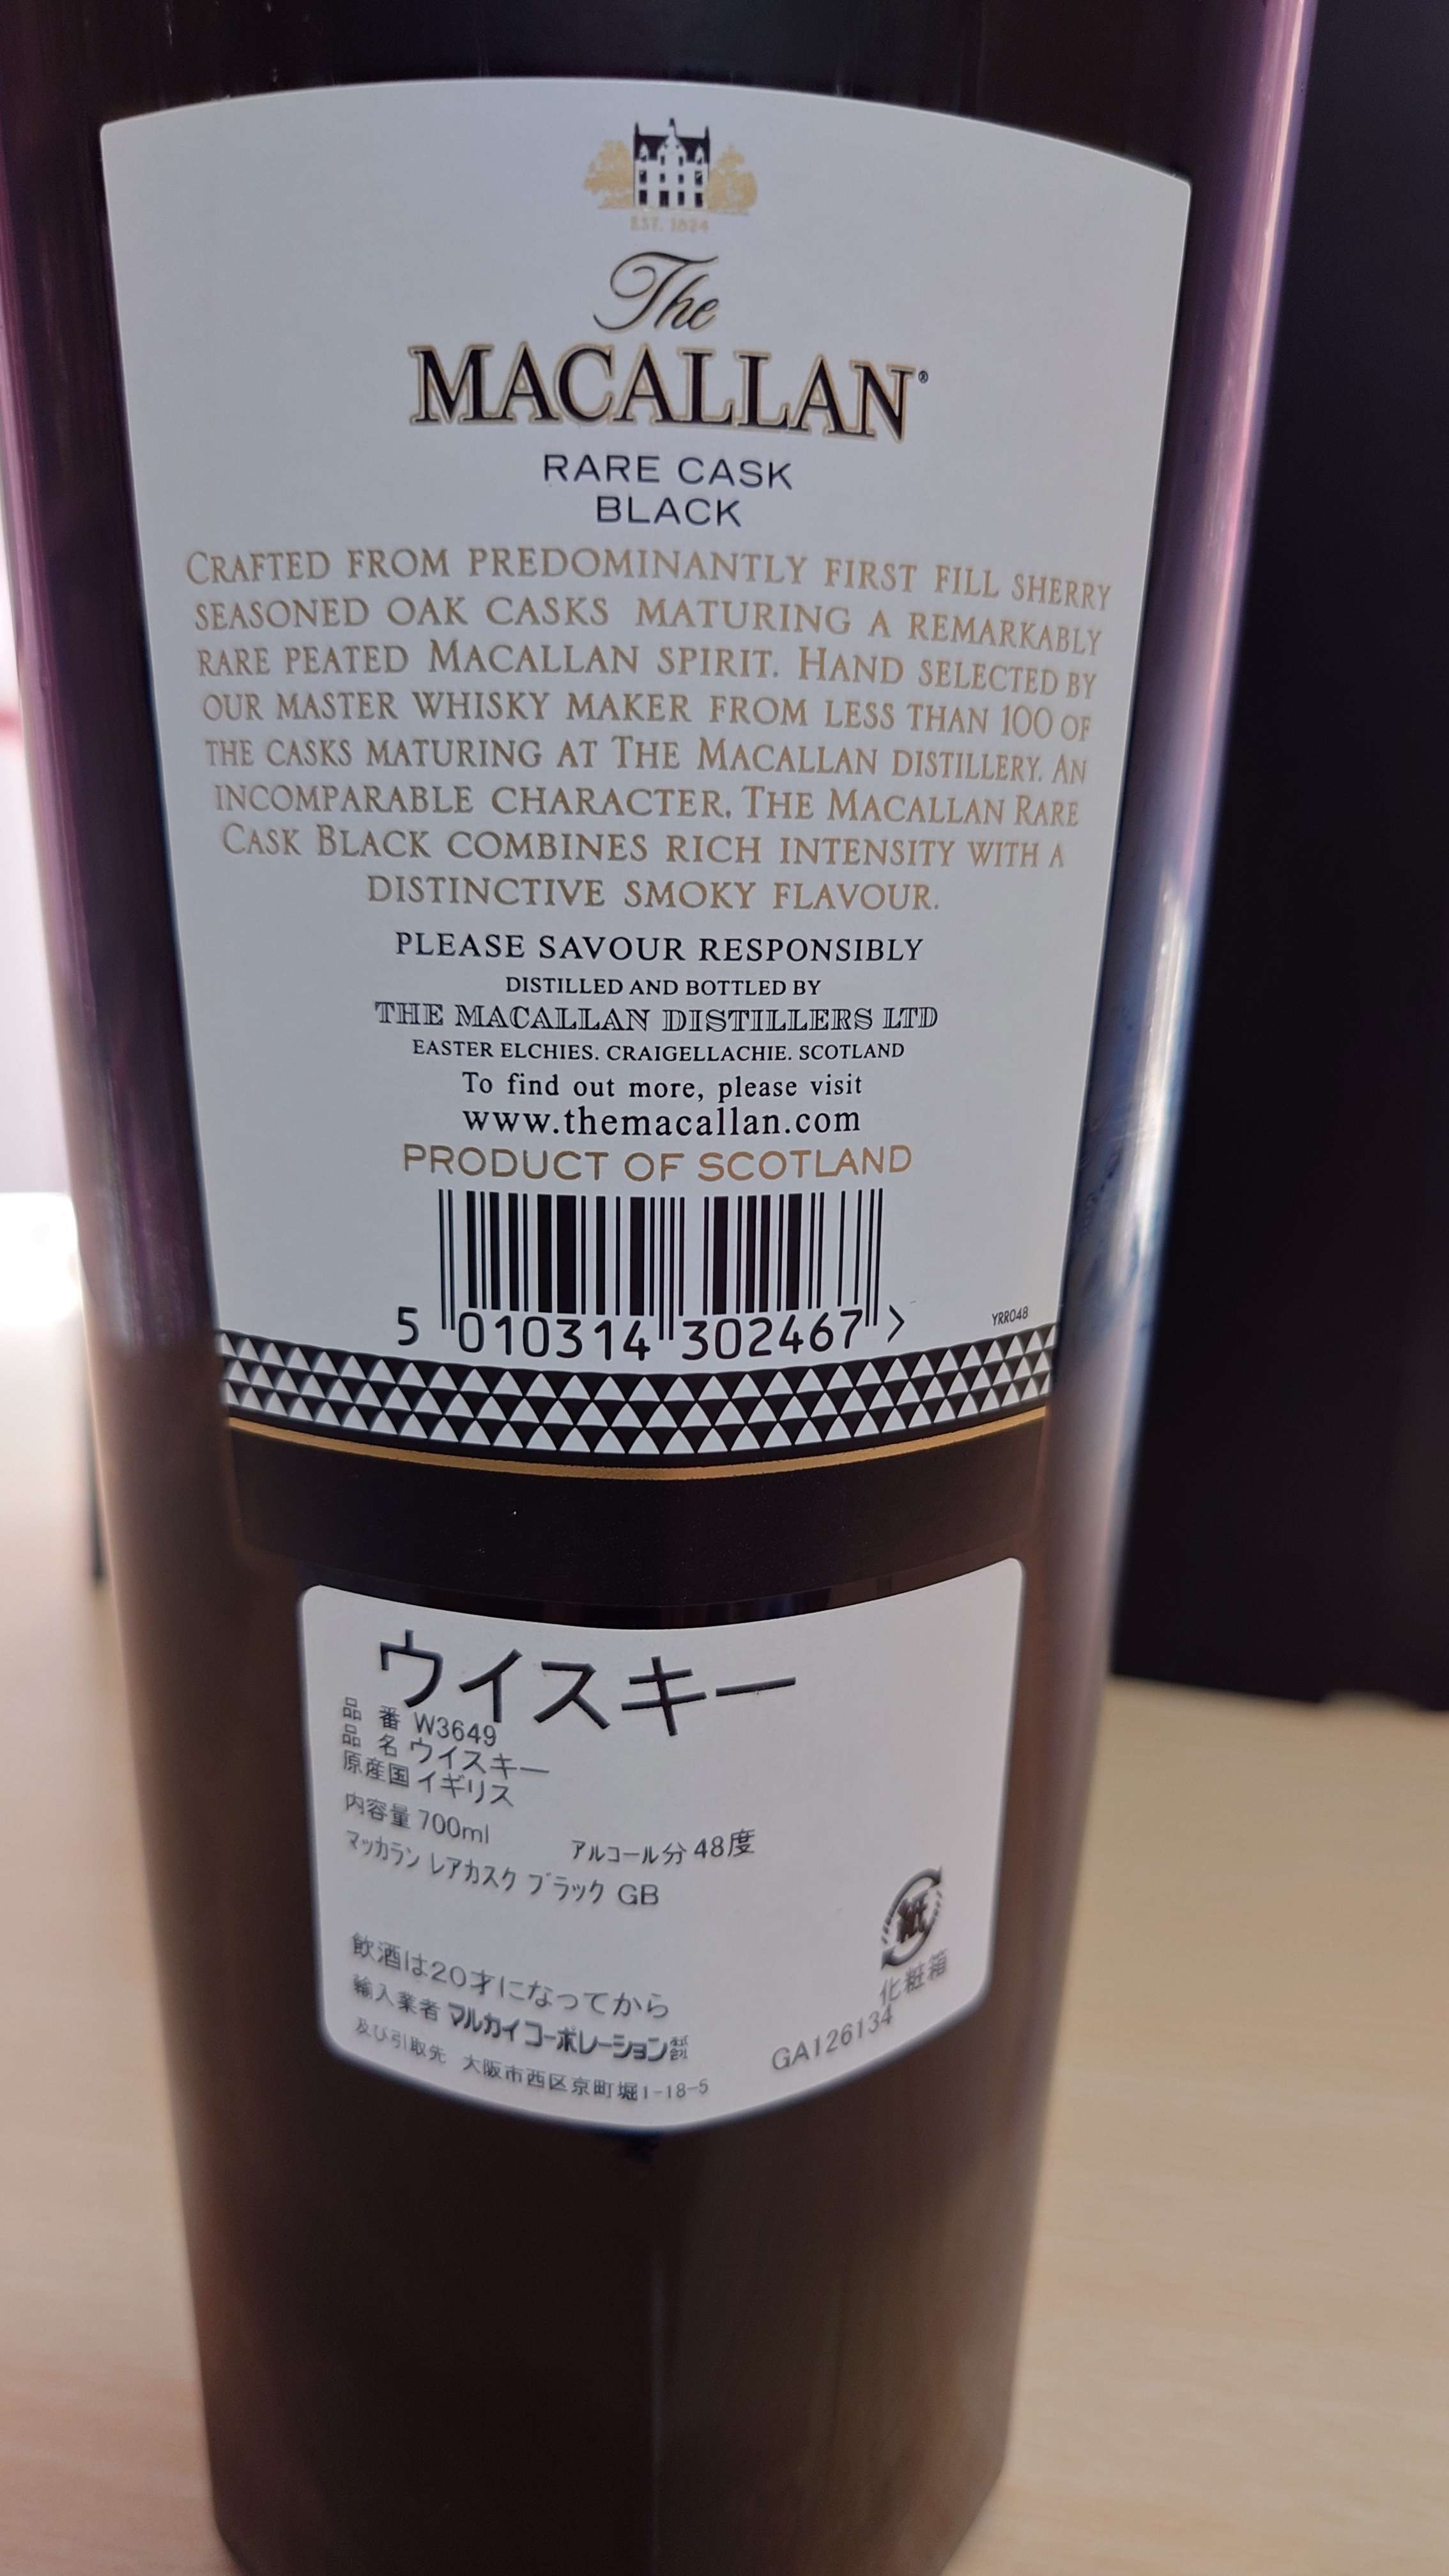 EST. 1824
The
MACALLAN®
RARE CASK
BLACK
CRAFTED FROM PREDOMINANTLY FIRST FILL SHERRY
SEASONED OAK CASKS MATURING A REMARKABLY
RARE PEATED MACALLAN SPIRIT. HAND SELECTED BY
OUR MASTER WHISKY MAKER FROM LESS THAN 100 OF
THE CASKS MATURING AT THE MACALLAN DISTILLERY. AN
INCOMPARABLE CHARACTER, THE MACALLAN RARE
CASK BLACK COMBINES RICH INTENSITY WITH A
DISTINCTIVE SMOKY FLAVOUR.
PLEASE SAVOUR RESPONSIBLY
DISTILLED AND BOTTLED BY
THE MACALLAN DISTILLERS LTD
EASTER ELCHIES. CRAIGELLACHIE. SCOTLAND
To find out more, please visit
www.themacallan.com
PRODUCT OF SCOTLAND
YRR048
5 010314 302467 >
ウイスキー
品 番 W3649
品 名 ウイスキー
原産国 イギリス
内容量 700ml アルコール分 48度
マッカラン レアカスク ブラック GB
紙
化粧箱
飲酒は20才になってから
輸入業者 マルカイコーポレーション株式会社
及び引取先 大阪市西区京町堀1-18-5
GA126134